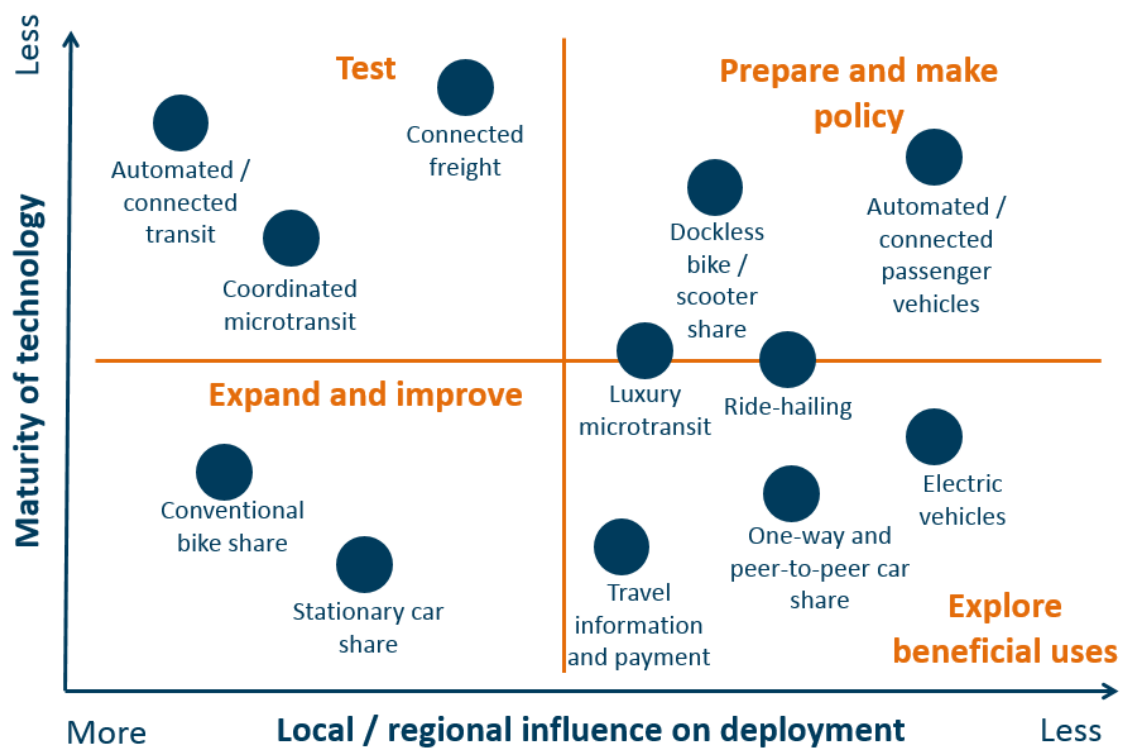 Less
Maturity of technology
Test
Connected
freight
Automated /
connected
transit
Coordinated
microtransit
Prepare and make
policy
Dockless
bike /
scooter
share
Automated /
connected
passenger
vehicles
Expand and improve
Conventional
bike share
Stationary car
share
Luxury
microtransit
Ride-hailing
Electric
vehicles
One-way and
peer-to-peer car
share
Travel
information
and payment
Explore
beneficial uses
More
Local / regional influence on deployment
Less